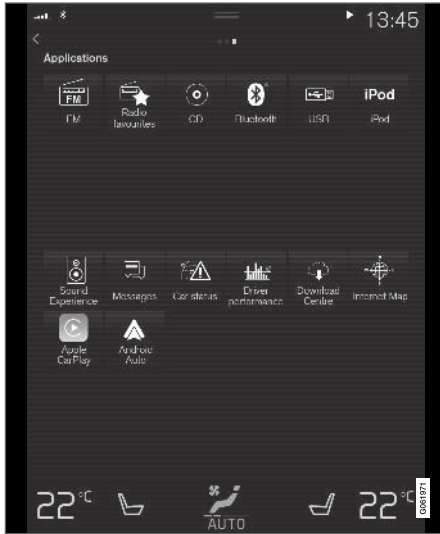 13:45
Applications
FM
iPod
FM
Radio favourites
CD
Bluetooth
USB
iPod
Sound Experience
Messages
Car status
Driver performance
Download Centre
Internet Map
Apple CarPlay
Android Auto
22°C
AUTO
22°C
G061971